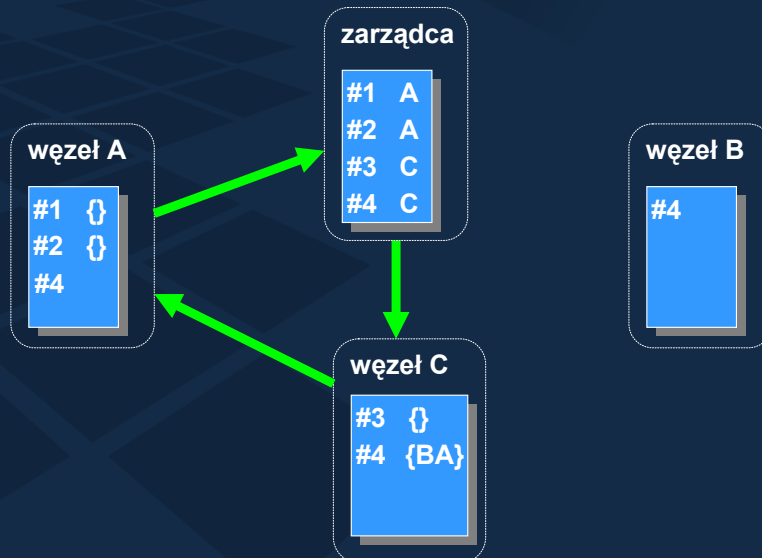 zarządca
#1 A
#2 A
#3 C
#4 C
węzeł A
#1 {}
#2 {}
#4
węzeł B
#4
węzeł C
#3 {}
#4 {BA}